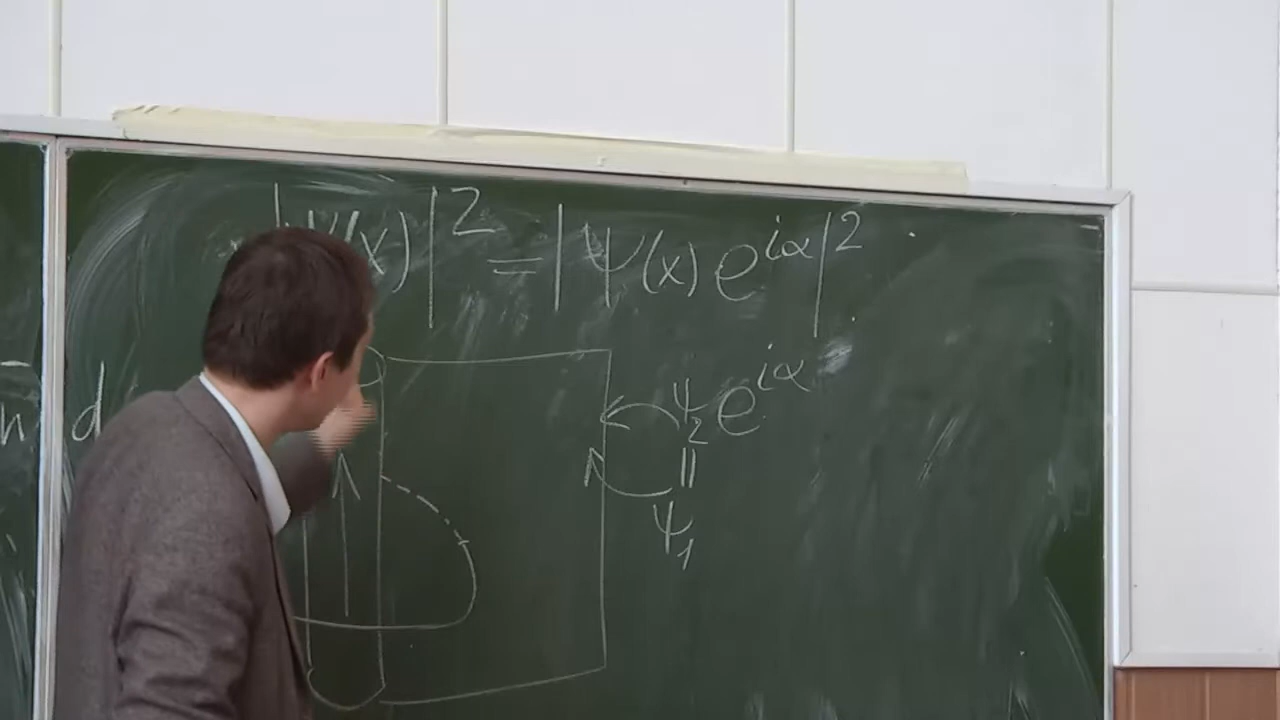 |Ψ(x)|² = |Ψ(x) e^{iα}|²
Ψ₂ e^{iα}
||
Ψ₁
n d